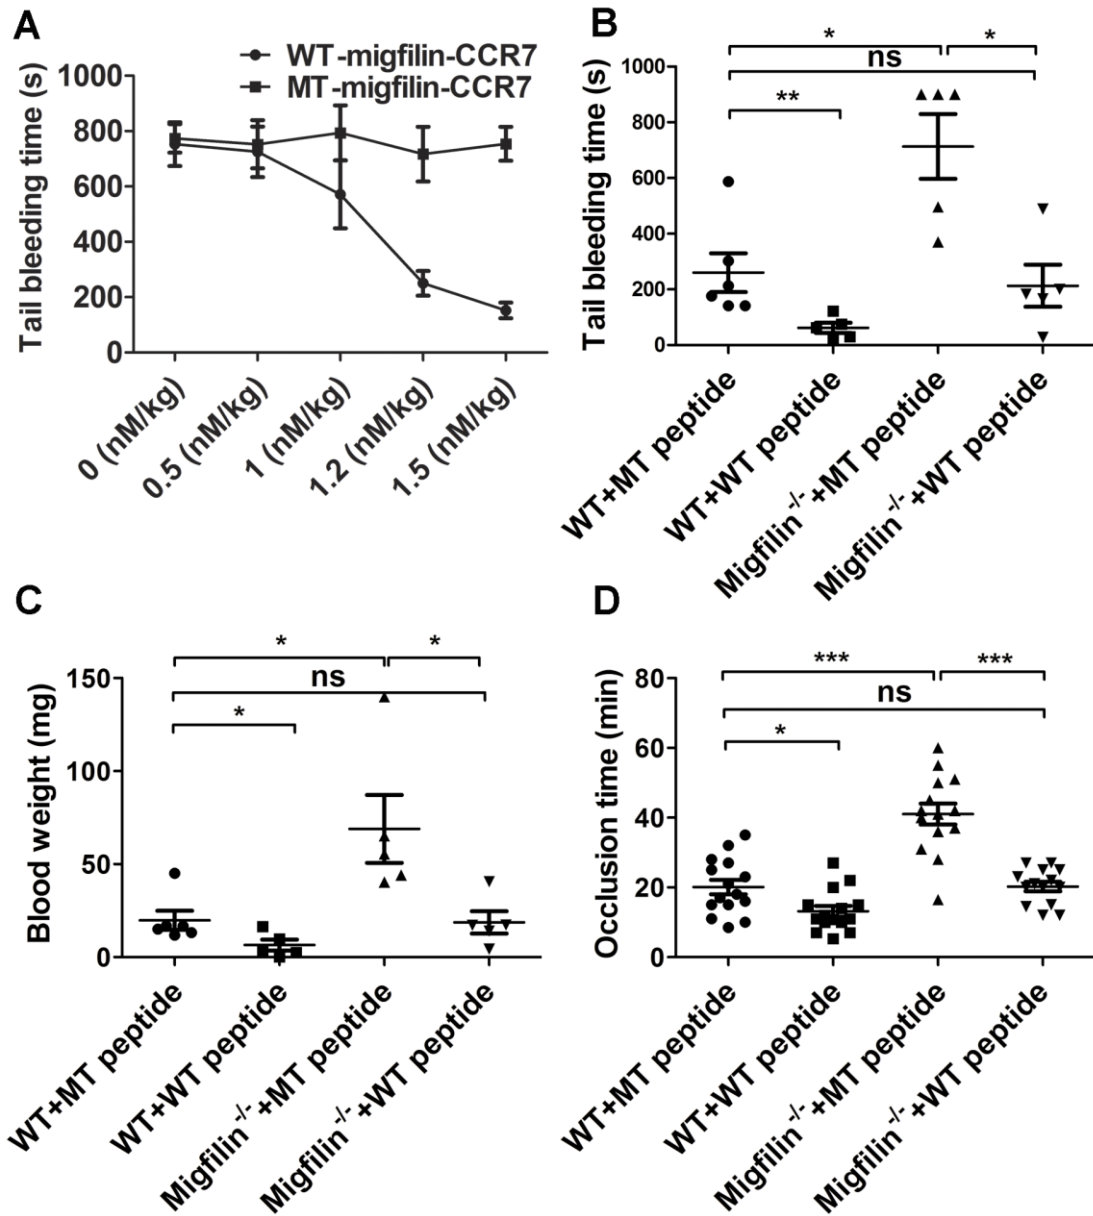 A
WT-migfilin-CCR7
MT-migfilin-CCR7
Tail bleeding time (s)
1000
800
600
400
200
0
0 (nM/kg)
0.5 (nM/kg)
1 (nM/kg)
1.2 (nM/kg)
1.5 (nM/kg)
B
* *
ns
**
Tail bleeding time (s)
1000
800
600
400
200
0
WT+MT peptide
WT+WT peptide
Migfilin-/-+MT peptide
Migfilin-/-+WT peptide
C
* *
ns
*
Blood weight (mg)
150
100
50
0
WT+MT peptide
WT+WT peptide
Migfilin-/-+MT peptide
Migfilin-/-+WT peptide
D
*** ***
ns
*
Occlusion time (min)
80
60
40
20
0
WT+MT peptide
WT+WT peptide
Migfilin-/-+MT peptide
Migfilin-/-+WT peptide